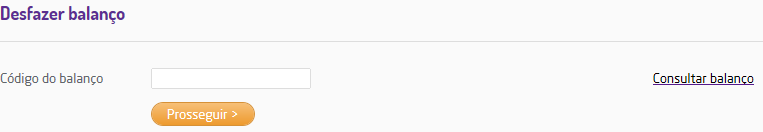 Desfazer balanço
Código do balanço
Consultar balanço
Prosseguir >